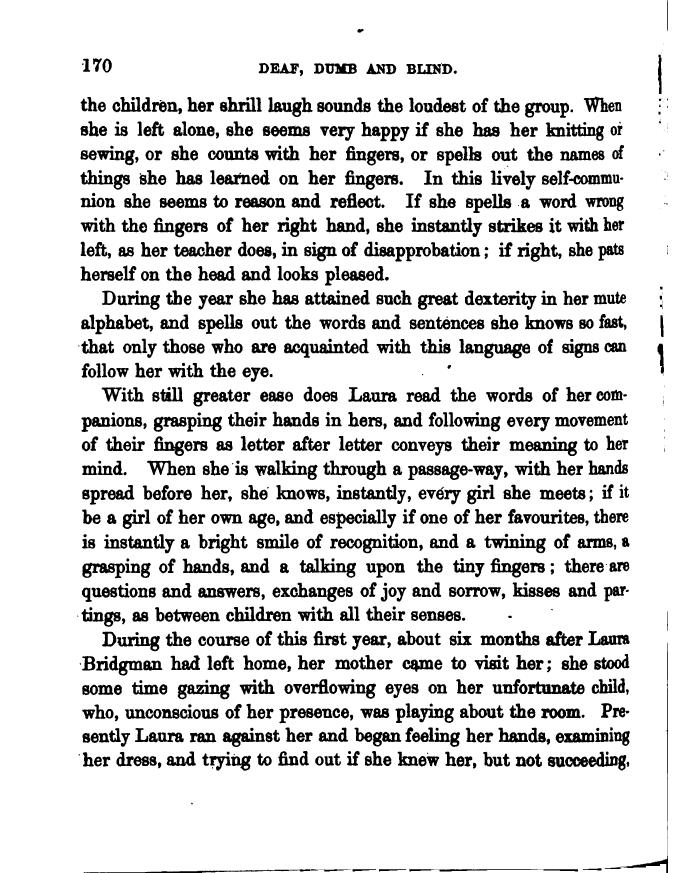 170 DEAF, DUMB AND BLIND.
the children, her shrill laugh sounds the loudest of the group. When
she is left alone, she seems very happy if she has her knitting or
sewing, or she counts with her fingers, or spells out the names of
things she has learned on her fingers. In this lively self-commu-
nion she seems to reason and reflect. If she spells a word wrong
with the fingers of her right hand, she instantly strikes it with her
left, as her teacher does, in sign of disapprobation; if right, she pats
herself on the head and looks pleased.
During the year she has attained such great dexterity in her mute
alphabet, and spells out the words and sentences she knows so fast,
that only those who are acquainted with this language of signs can
follow her with the eye.
With still greater ease does Laura read the words of her com-
panions, grasping their hands in hers, and following every movement
of their fingers as letter after letter conveys their meaning to her
mind. When she is walking through a passage-way, with her hands
spread before her, she knows, instantly, every girl she meets; if it
be a girl of her own age, and especially if one of her favourites, there
is instantly a bright smile of recognition, and a twining of arms, a
grasping of hands, and a talking upon the tiny fingers; there are
questions and answers, exchanges of joy and sorrow, kisses and par-
tings, as between children with all their senses.
During the course of this first year, about six months after Laura
Bridgman had left home, her mother came to visit her; she stood
some time gazing with overflowing eyes on her unfortunate child,
who, unconscious of her presence, was playing about the room. Pre-
sently Laura ran against her and began feeling her hands, examining
her dress, and trying to find out if she knew her, but not succeeding,